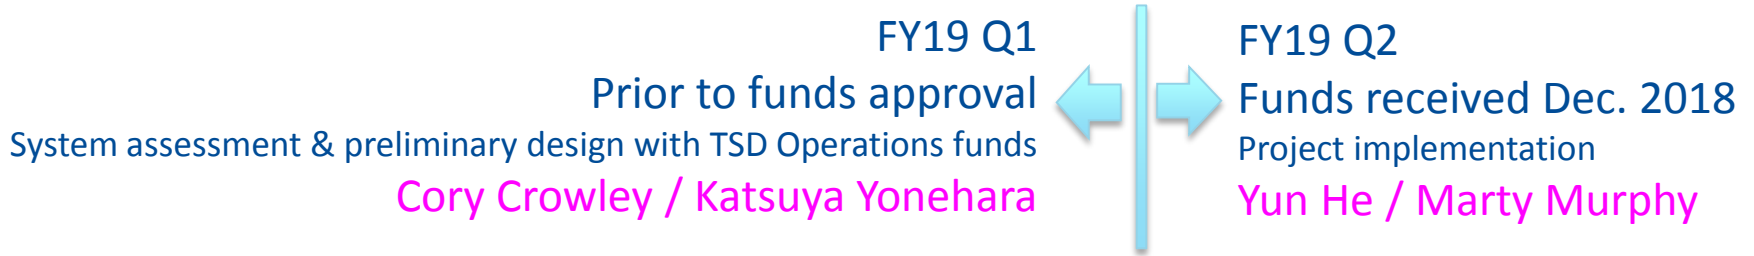 FY19 Q1
Prior to funds approval
System assessment & preliminary design with TSD Operations funds
Cory Crowley / Katsuya Yonehara
FY19 Q2
Funds received Dec. 2018
Project implementation
Yun He / Marty Murphy